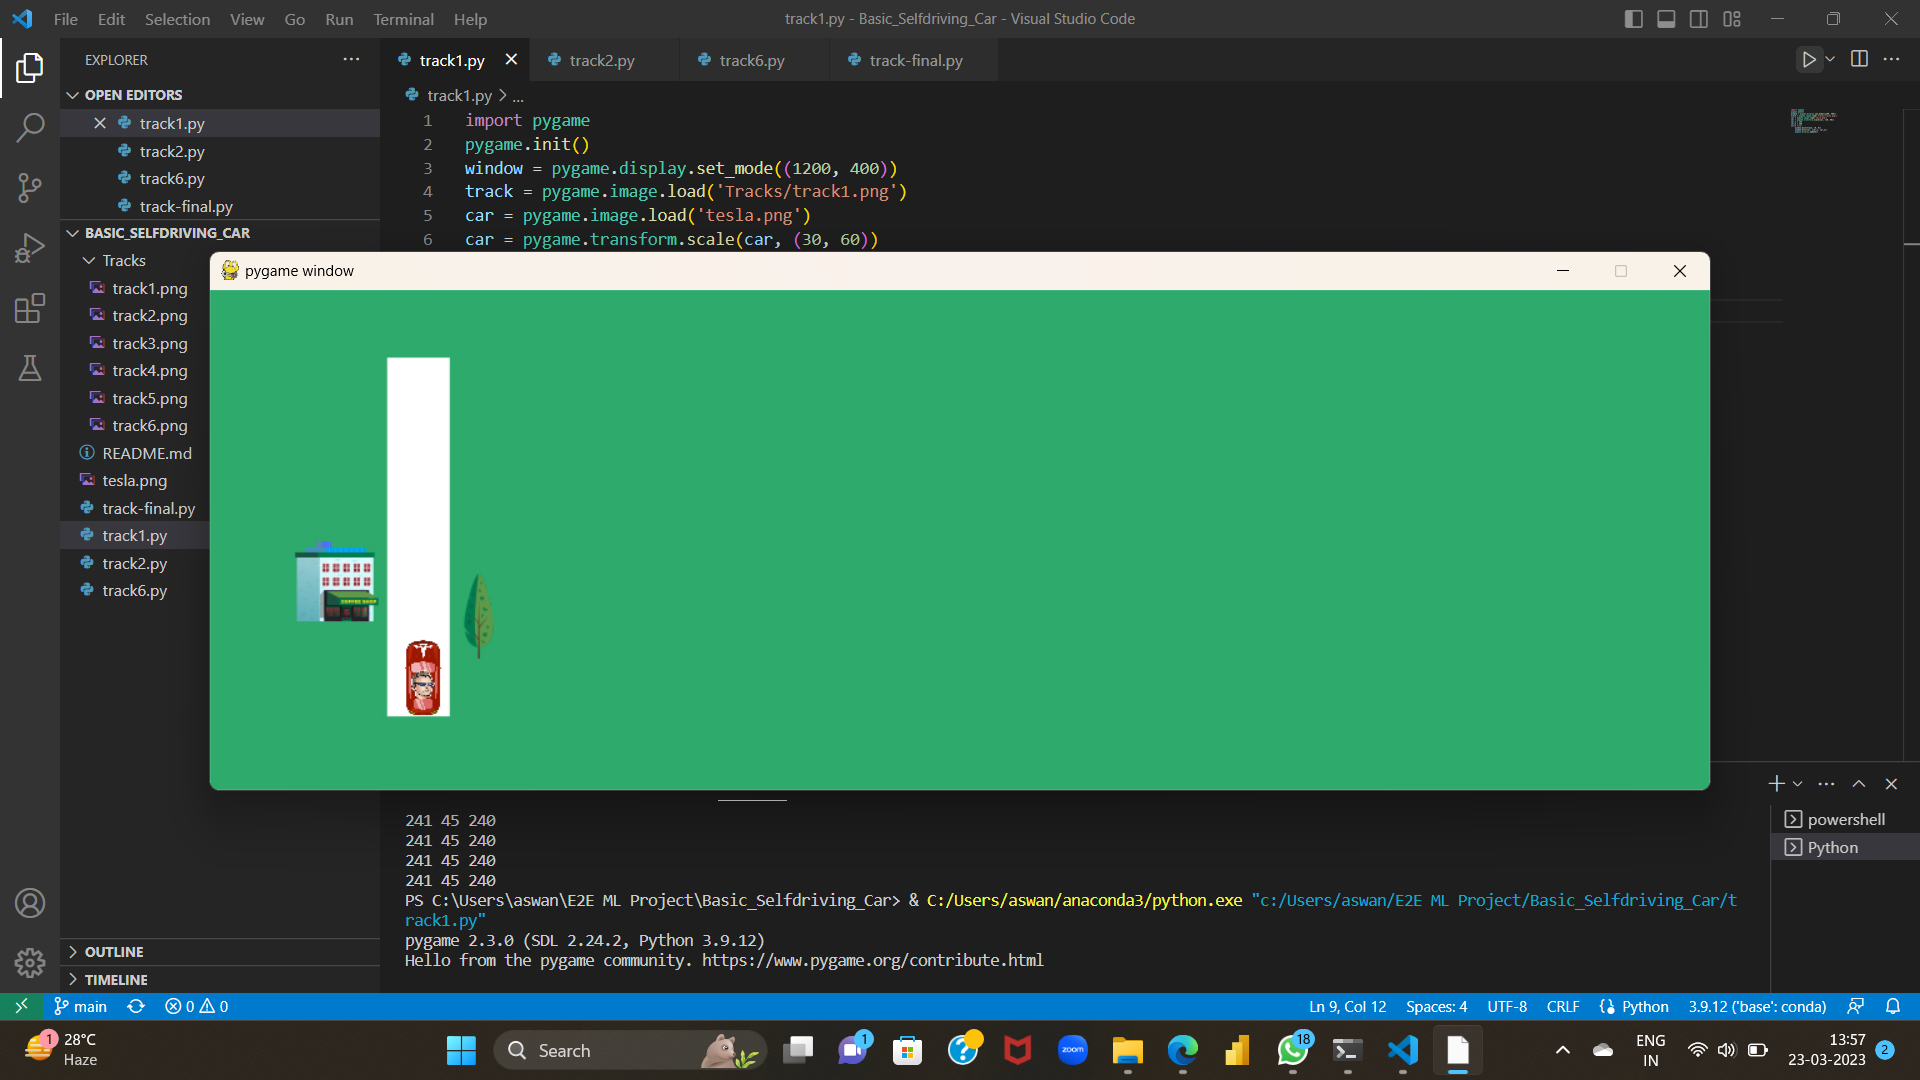 File Edit Selection View Go Run Terminal Help
track1.py - Basic_Selfdriving_Car - Visual Studio Code
EXPLORER
OPEN EDITORS
track1.py
track2.py
track6.py
track-final.py
BASIC_SELFDRIVING_CAR
Tracks
track1.png
track2.png
track3.png
track4.png
track5.png
track6.png
README.md
tesla.png
track-final.py
track1.py
track2.py
track6.py
OUTLINE
TIMELINE
track1.py track2.py track6.py track-final.py
track1.py > ...
1 import pygame
2 pygame.init()
3 window = pygame.display.set_mode((1200, 400))
4 track = pygame.image.load('Tracks/track1.png')
5 car = pygame.image.load('tesla.png')
6 car = pygame.transform.scale(car, (30, 60))
pygame window
COFFEE SHOP
241 45 240
241 45 240
241 45 240
241 45 240
PS C:\Users\aswan\E2E ML Project\Basic_Selfdriving_Car> & C:/Users/aswan/anaconda3/python.exe "c:/Users/aswan/E2E ML Project/Basic_Selfdriving_Car/t
rack1.py"
pygame 2.3.0 (SDL 2.24.2, Python 3.9.12)
Hello from the pygame community. https://www.pygame.org/contribute.html
powershell
Python
main 0 0 Ln 9, Col 12 Spaces: 4 UTF-8 CRLF Python 3.9.12 ('base': conda)
1 28°C
Haze
Search
1
zoom
18
ENG
IN
13:57
23-03-2023
2